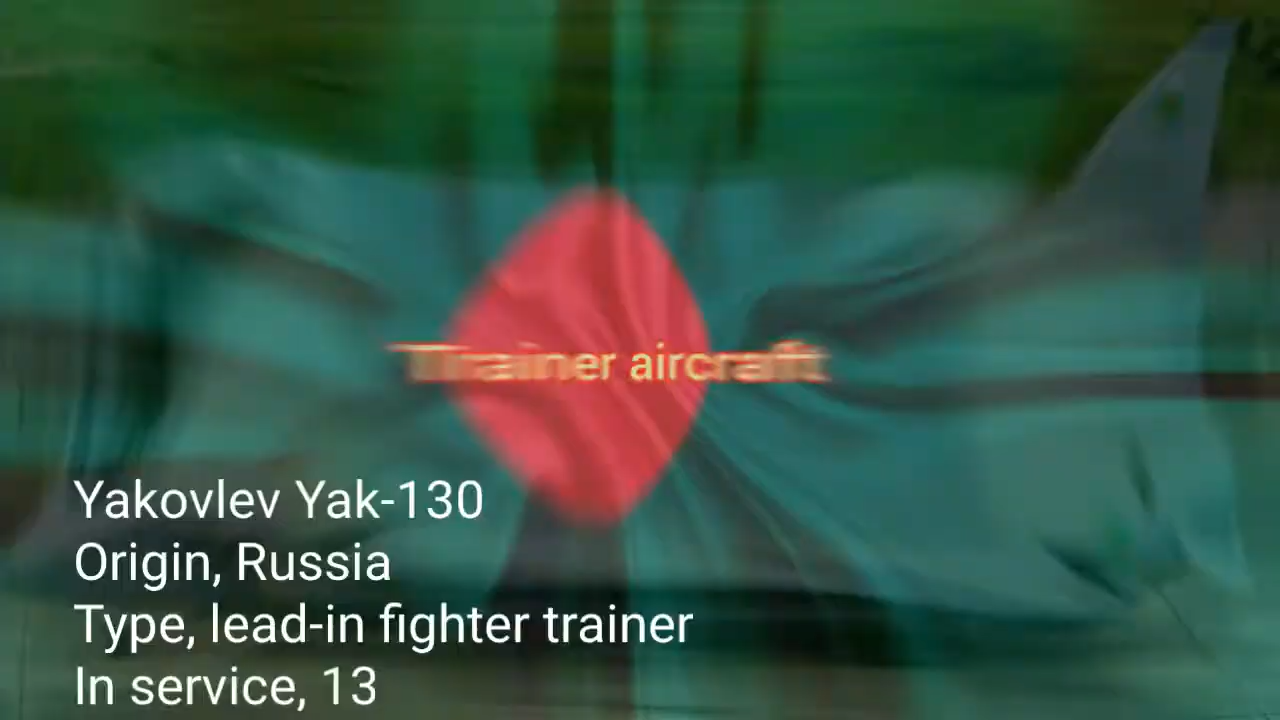 Trainer aircraft
Yakovlev Yak-130
Origin, Russia
Type, lead-in fighter trainer
In service, 13